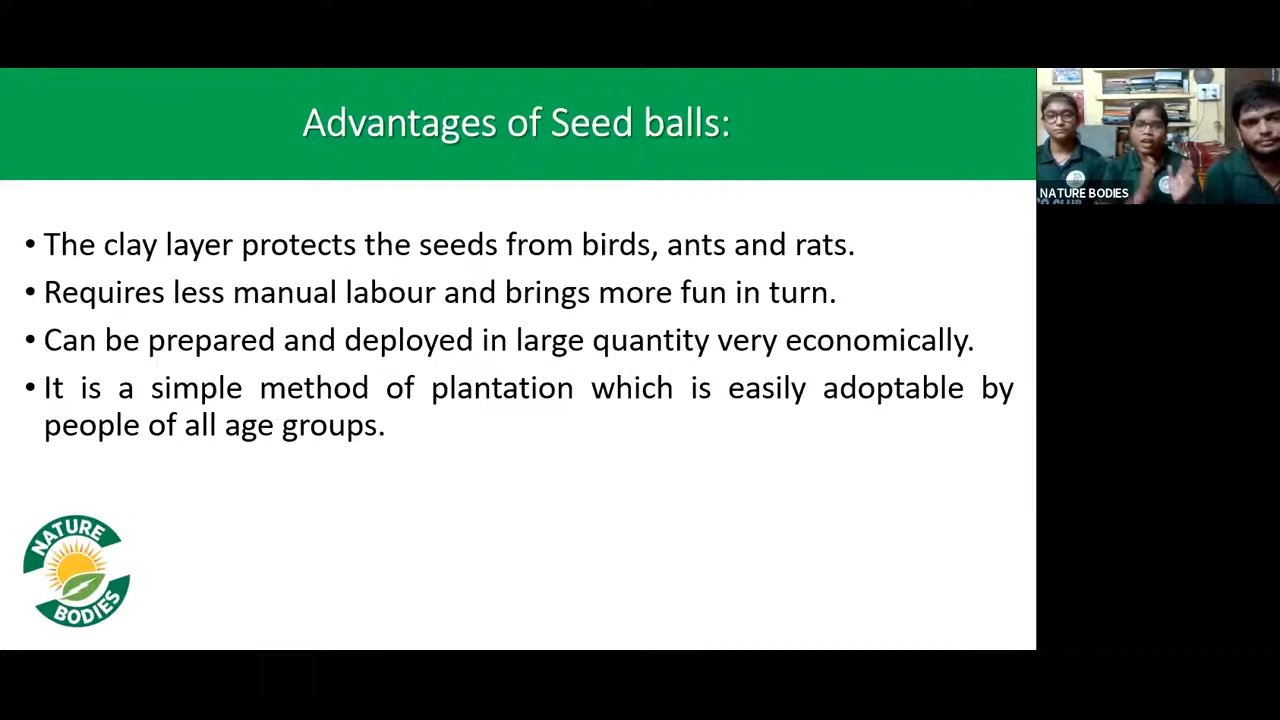 Advantages of Seed balls:
• The clay layer protects the seeds from birds, ants and rats.
• Requires less manual labour and brings more fun in turn.
• Can be prepared and deployed in large quantity very economically.
• It is a simple method of plantation which is easily adoptable by
people of all age groups.
NATURE
BODIES
NATURE BODIES